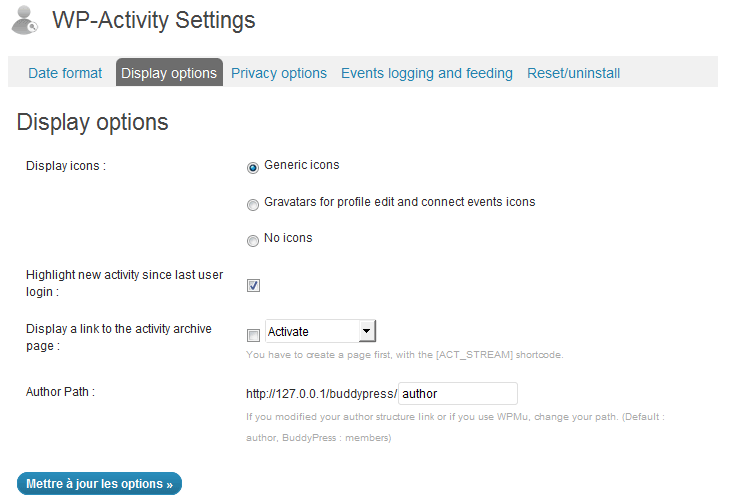 WP-Activity Settings
Date format Display options Privacy options Events logging and feeding Reset/uninstall
Display options
Display icons :
Generic icons
Gravatars for profile edit and connect events icons
No icons
Highlight new activity since last user
login :
Display a link to the activity archive
page :
Activate
You have to create a page first, with the [ACT_STREAM] shortcode.
Author Path :
http://127.0.0.1/buddypress/ author
If you modified your author structure link or if you use WPMu, change your path. (Default :
author, BuddyPress : members)
Mettre à jour les options »